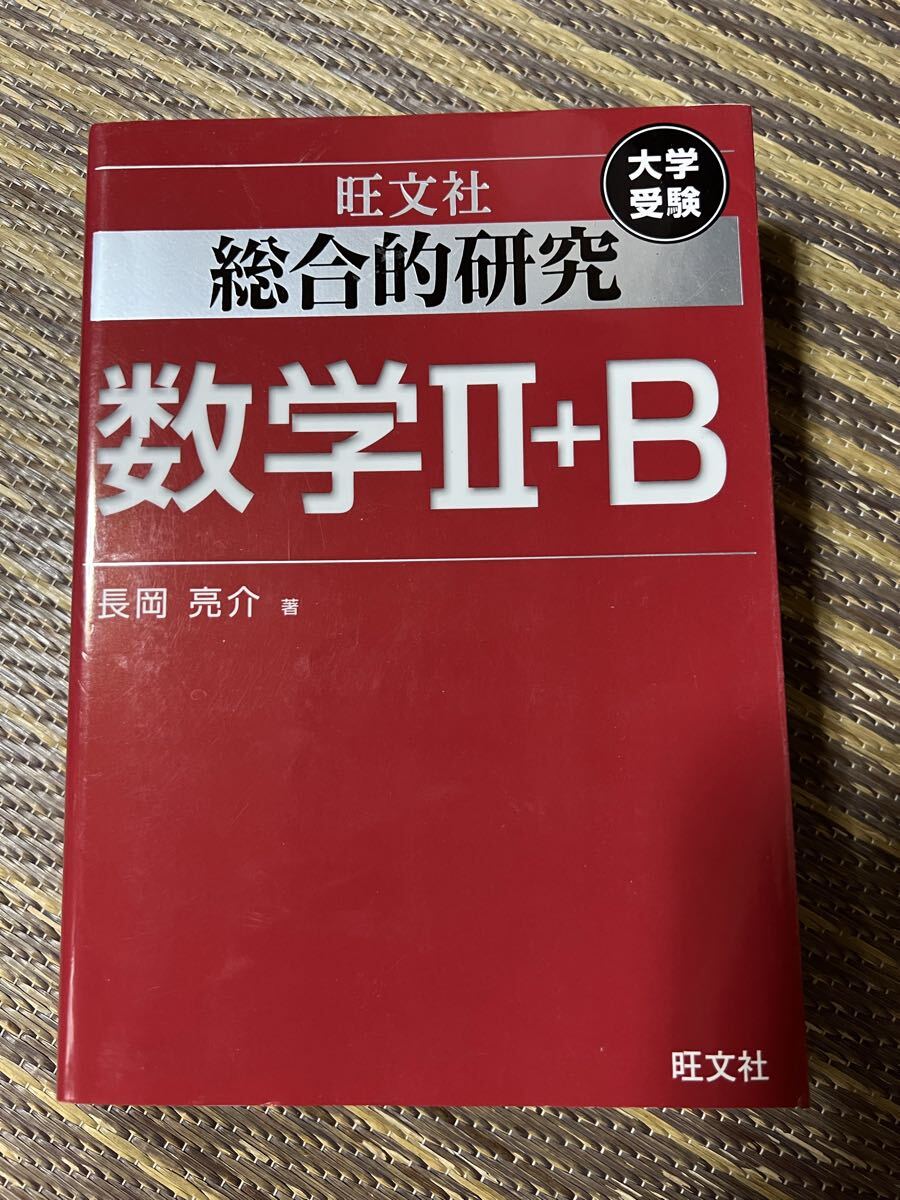 大学
受験
旺文社
総合的研究
数学Ⅱ+B
長岡 亮介 著
旺文社